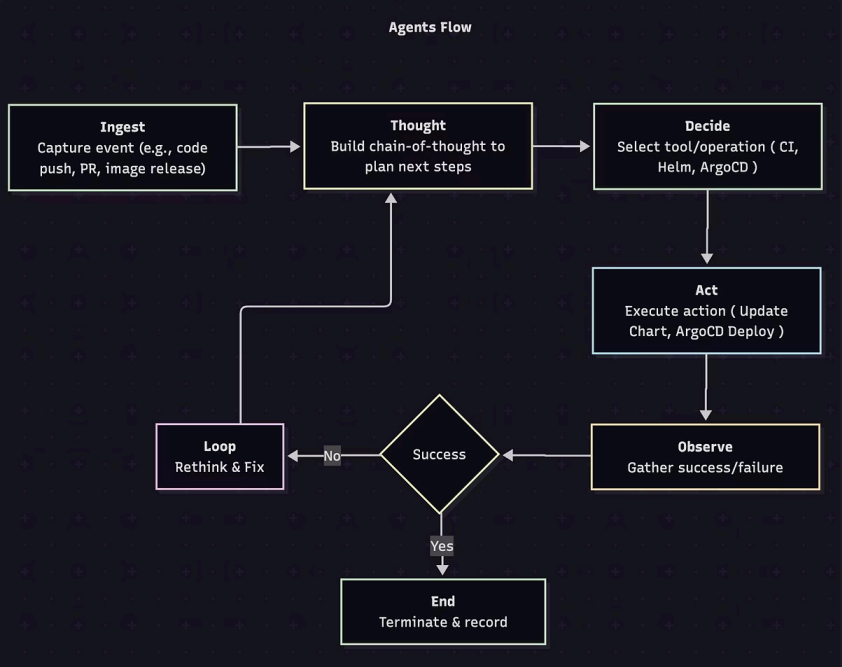 Agents Flow
Ingest
Capture event (e.g., code
push, PR, image release)
Thought
Build chain-of-thought to
plan next steps
Decide
Select tool/operation ( CI,
Helm, ArgoCD )
Act
Execute action ( Update
Chart, ArgoCD Deploy )
Observe
Gather success/failure
Success
No
Loop
Rethink & Fix
Yes
End
Terminate & record